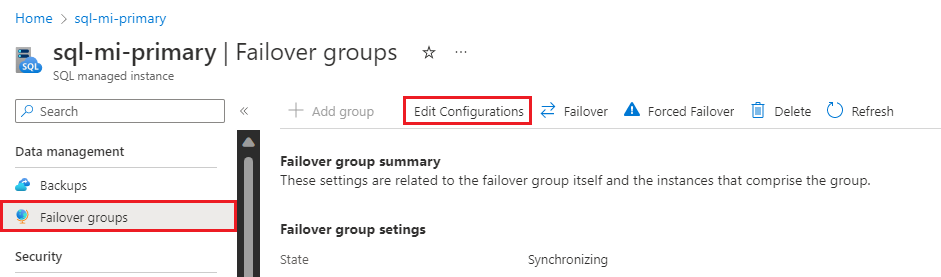 Home > sql-mi-primary
sql-mi-primary | Failover groups ☆ ...
SQL managed instance
Search «
+ Add group Edit Configurations Failover Forced Failover Delete Refresh
Data management
Backups
Failover groups
Security
Failover group summary
These settings are related to the failover group itself and the instances that comprise the group.
Failover group setings
State Synchronizing